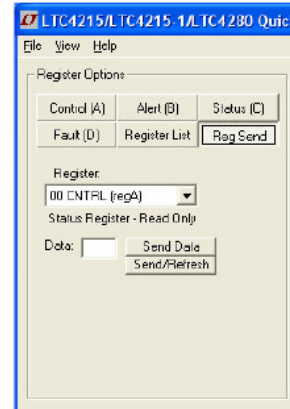 LTC4215/LTC4215-1/LTC4280 Quic
File View Help
Register Options
Control (A) Alert (B) Status (C)
Fault (D) Register List Reg Send
Register:
00 CNTRL (regA)
Status Register - Read Only
Data: Send Data
Send/Refresh